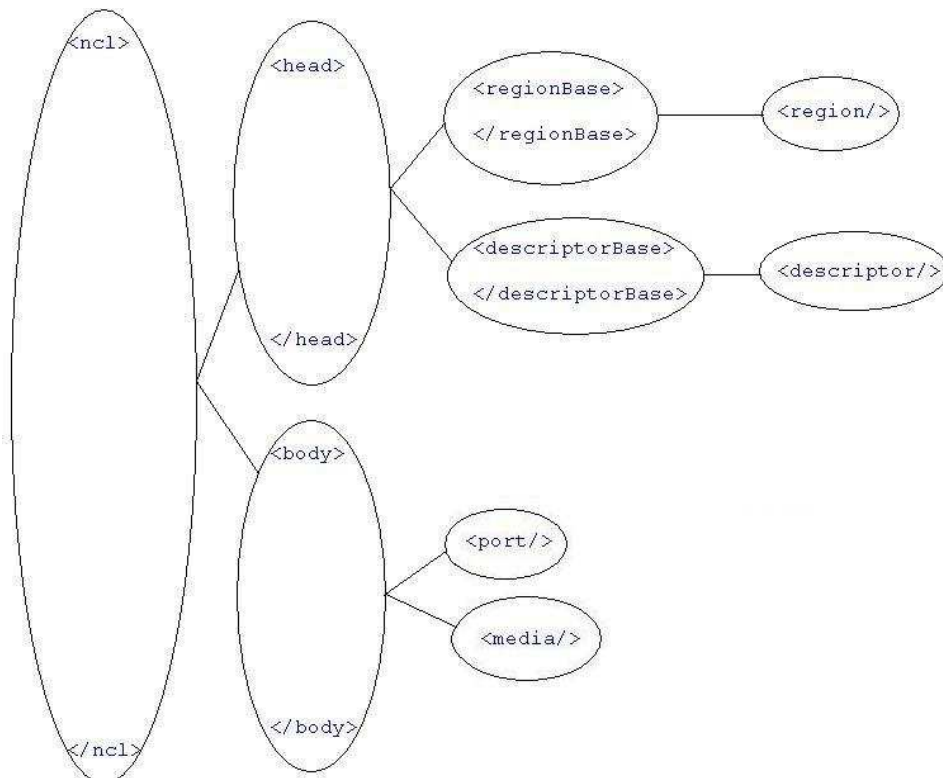 <ncl>
<head>
<regionBase>
</regionBase>
<region/>
<descriptorBase>
</descriptorBase>
<descriptor/>
</head>
<body>
<port/>
<media/>
</body>
</ncl>